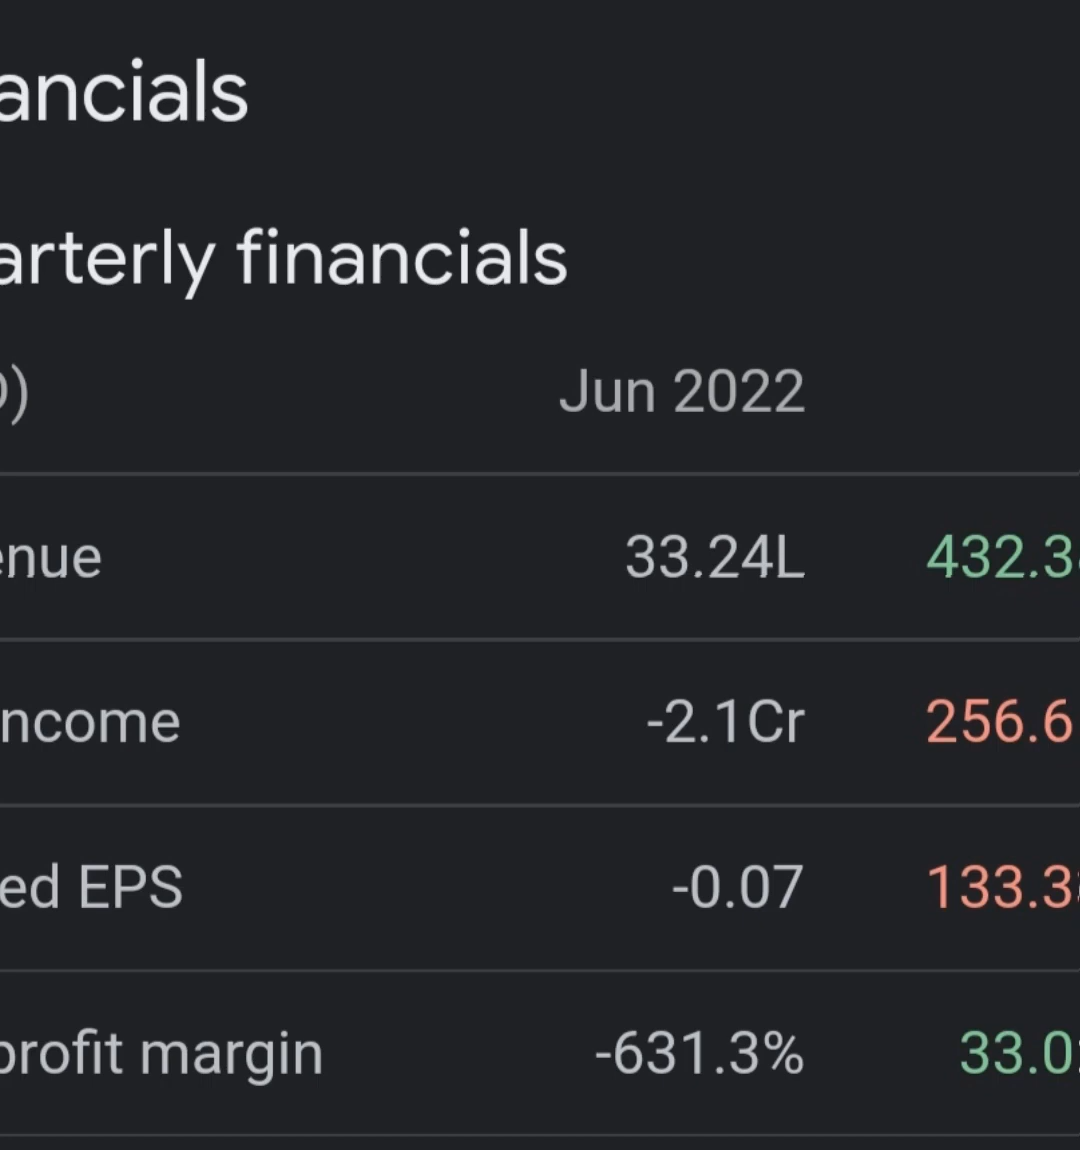 ancials
arterly financials
) Jun 2022
enue 33.24L 432.3
ncome -2.1Cr 256.6
ed EPS -0.07 133.3
profit margin -631.3% 33.0